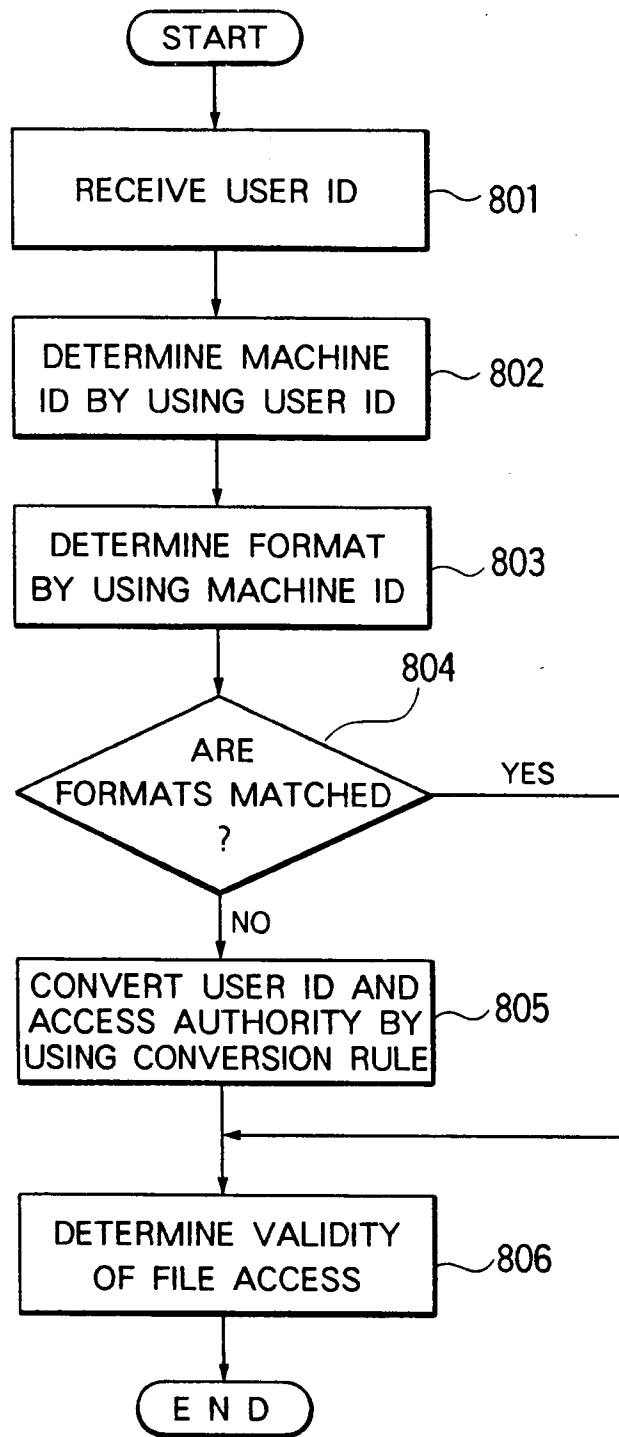 START
RECEIVE USER ID
801
DETERMINE MACHINE
ID BY USING USER ID
802
DETERMINE FORMAT
BY USING MACHINE ID
803
804
ARE
FORMATS MATCHED
?
YES
NO
CONVERT USER ID AND
ACCESS AUTHORITY BY
USING CONVERSION RULE
805
DETERMINE VALIDITY
OF FILE ACCESS
806
E N D